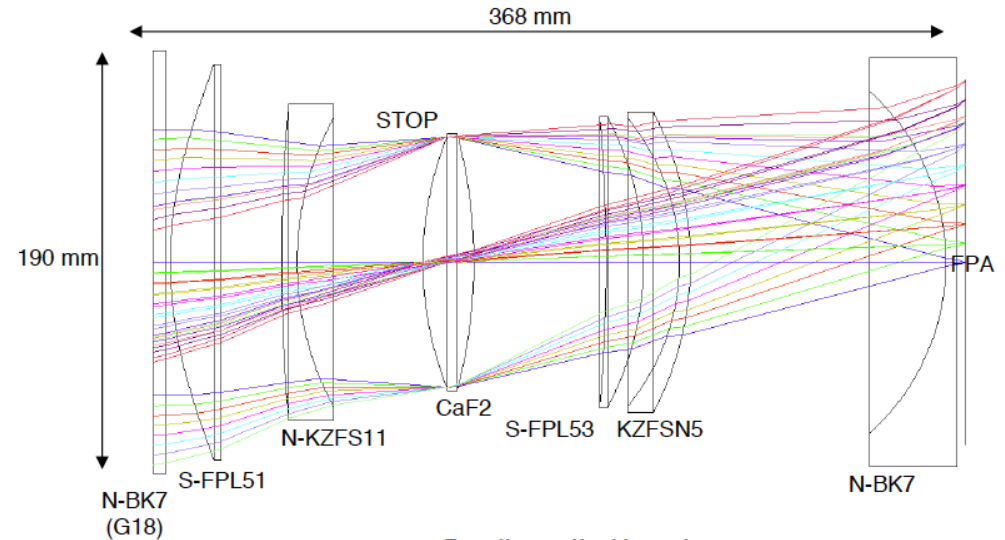 368 mm
STOP
190 mm
FPA
CaF2
N-KZFS11
S-FPL53
KZFSN5
S-FPL51
N-BK7
N-BK7
(G18)